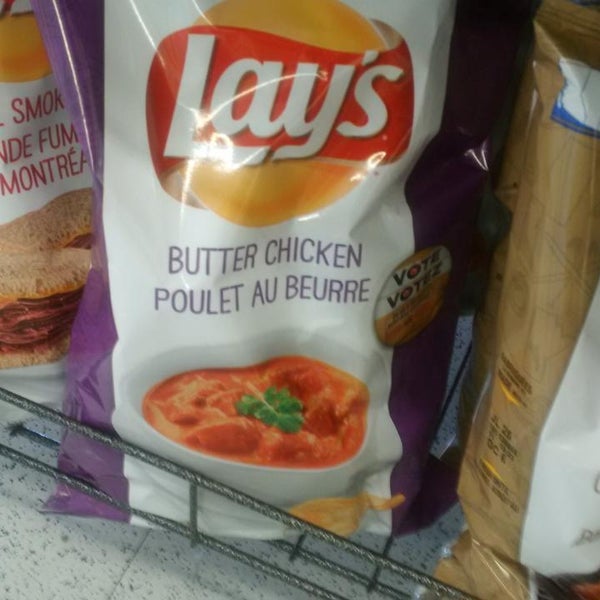 Lay's
SMOK
NDE FUM
MONTRÉA
BUTTER CHICKEN
POULET AU BEURRE
VOTE
VOTEZ